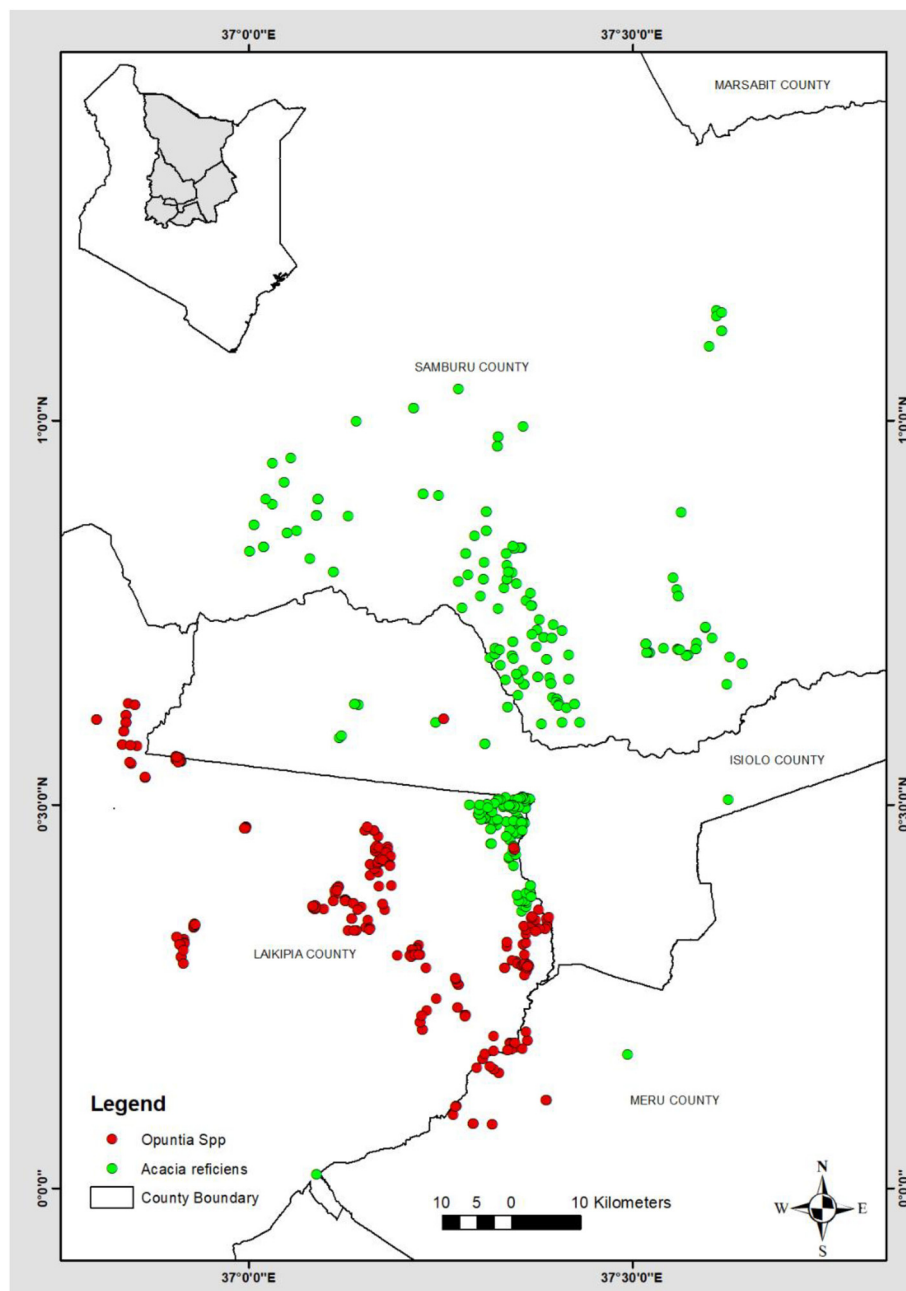 37°0'0"E 37°30'0"E
MARSABIT COUNTY
SAMBURU COUNTY
1°0'0"N 1°0'0"N
ISIOLO COUNTY
0°30'0"N 0°30'0"N
LAIKIPIA COUNTY
MERU COUNTY
Legend
Opuntia Spp
Acacia reficiens
County Boundary
10 5 0 10 Kilometers
N
W E
S
0°0'0" 0°0'0"
37°0'0"E 37°30'0"E